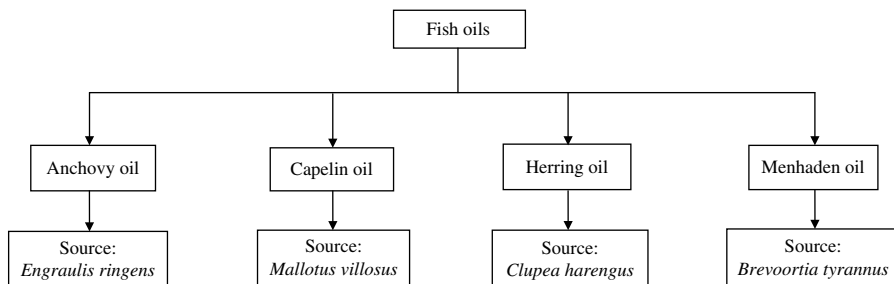 Fish oils
Anchovy oil
Capelin oil
Herring oil
Menhaden oil
Source:
Engraulis ringens
Source:
Mallotus villosus
Source:
Clupea harengus
Source:
Brevoortia tyrannus